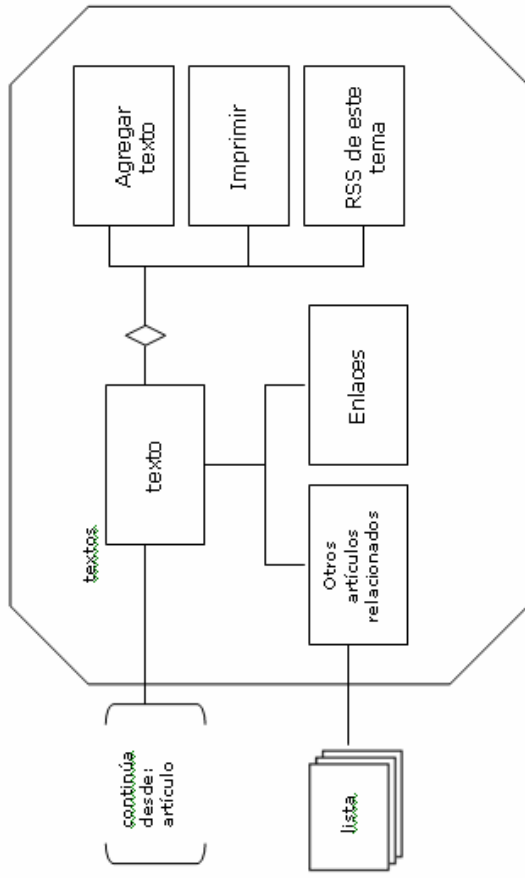 textos
continúa
desde:
artículo
texto
Agregar
texto
Imprimir
RSS de este
tema
Otros
artículos
relacionados
Enlaces
lista